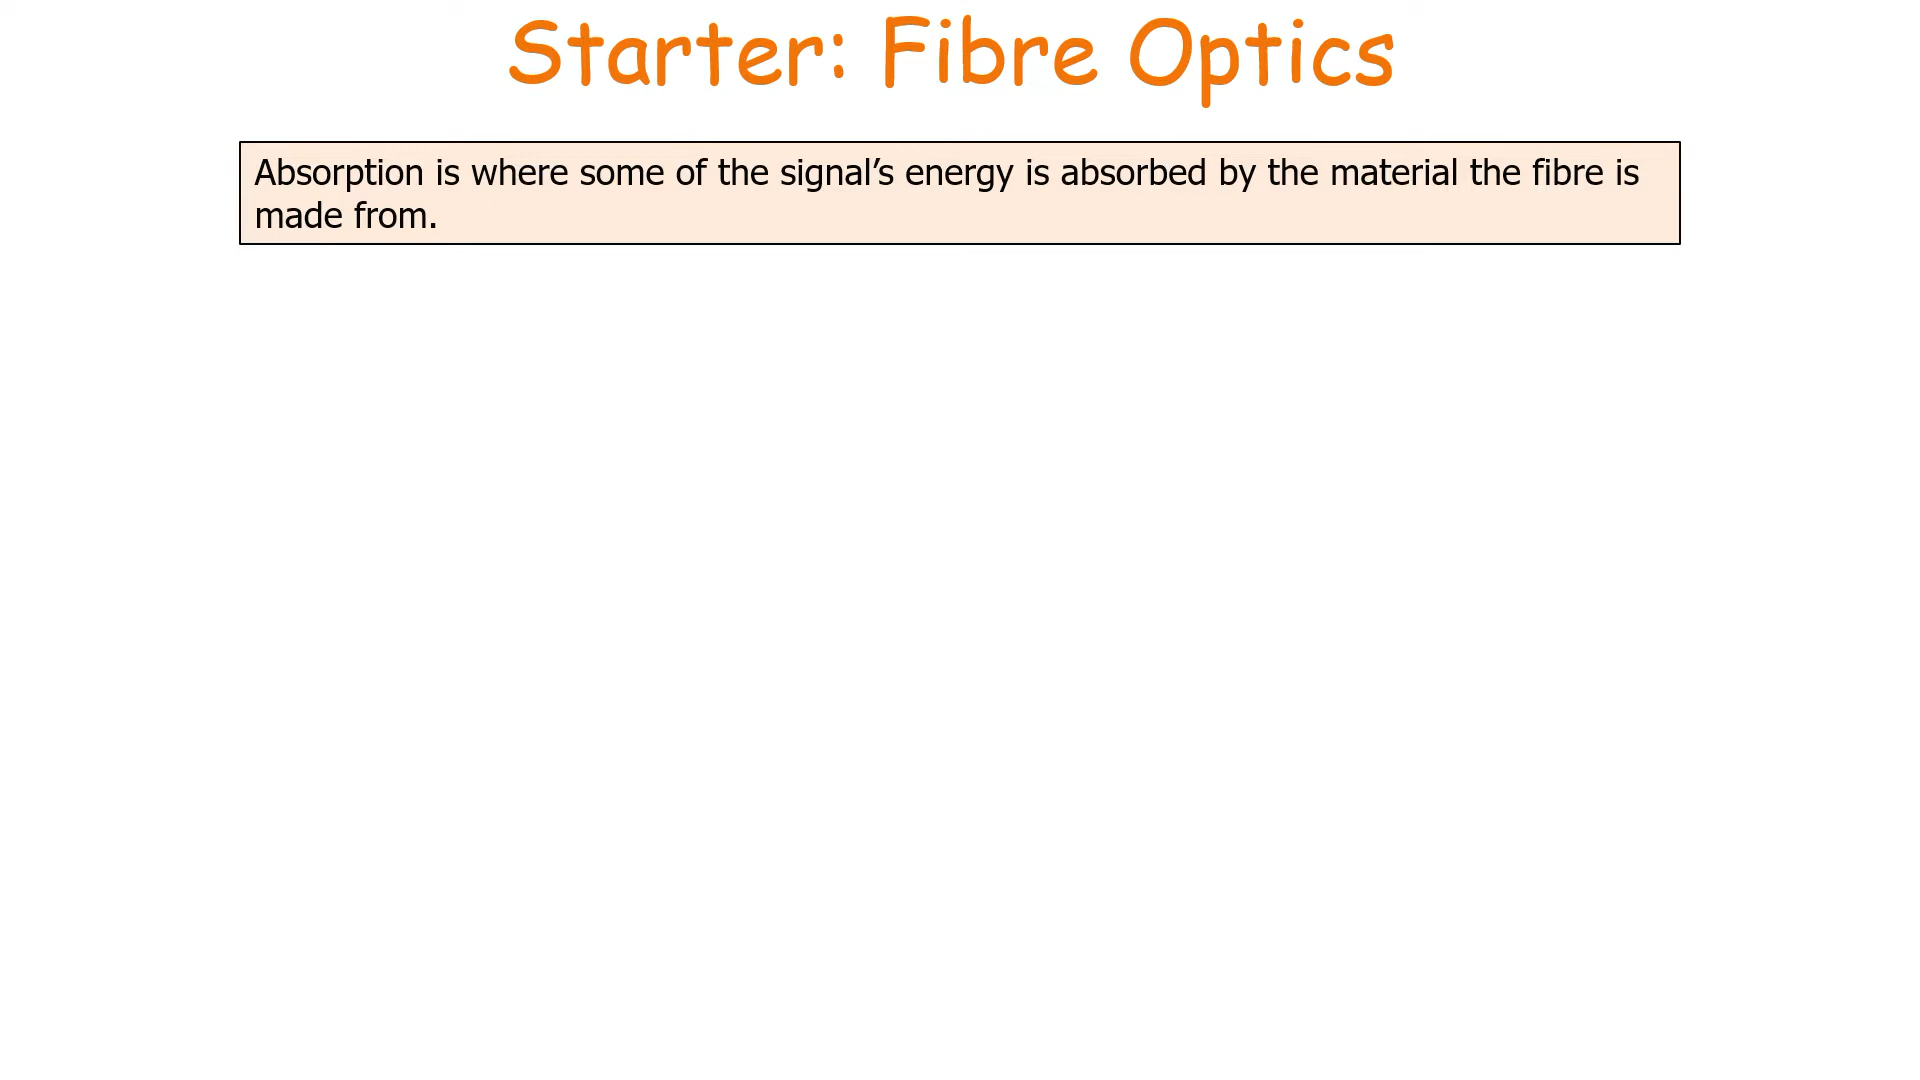 Starter: Fibre Optics
Absorption is where some of the signal’s energy is absorbed by the material the fibre is
made from.